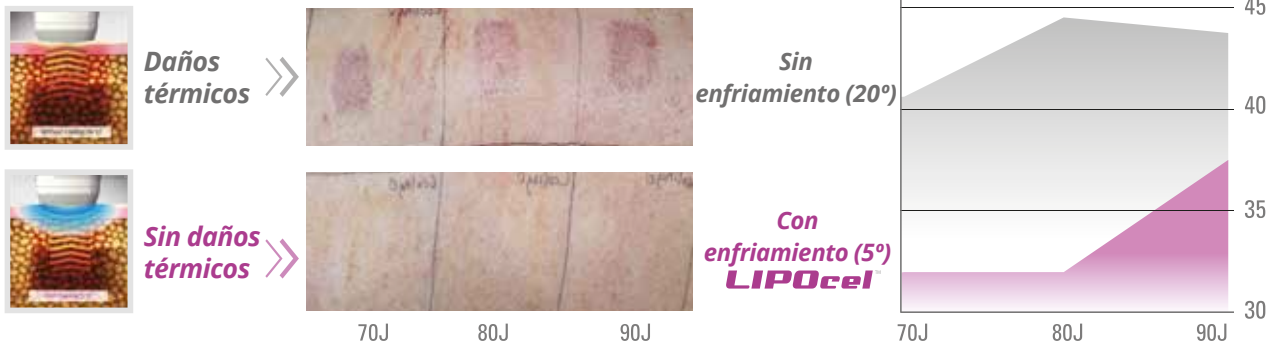 Daños
térmicos
Sin
enfriamiento (20º)
45
40
35
30
Sin daños
térmicos
Con
enfriamiento (5º)
LIPOcel™
70J
80J
90J
70J
80J
90J